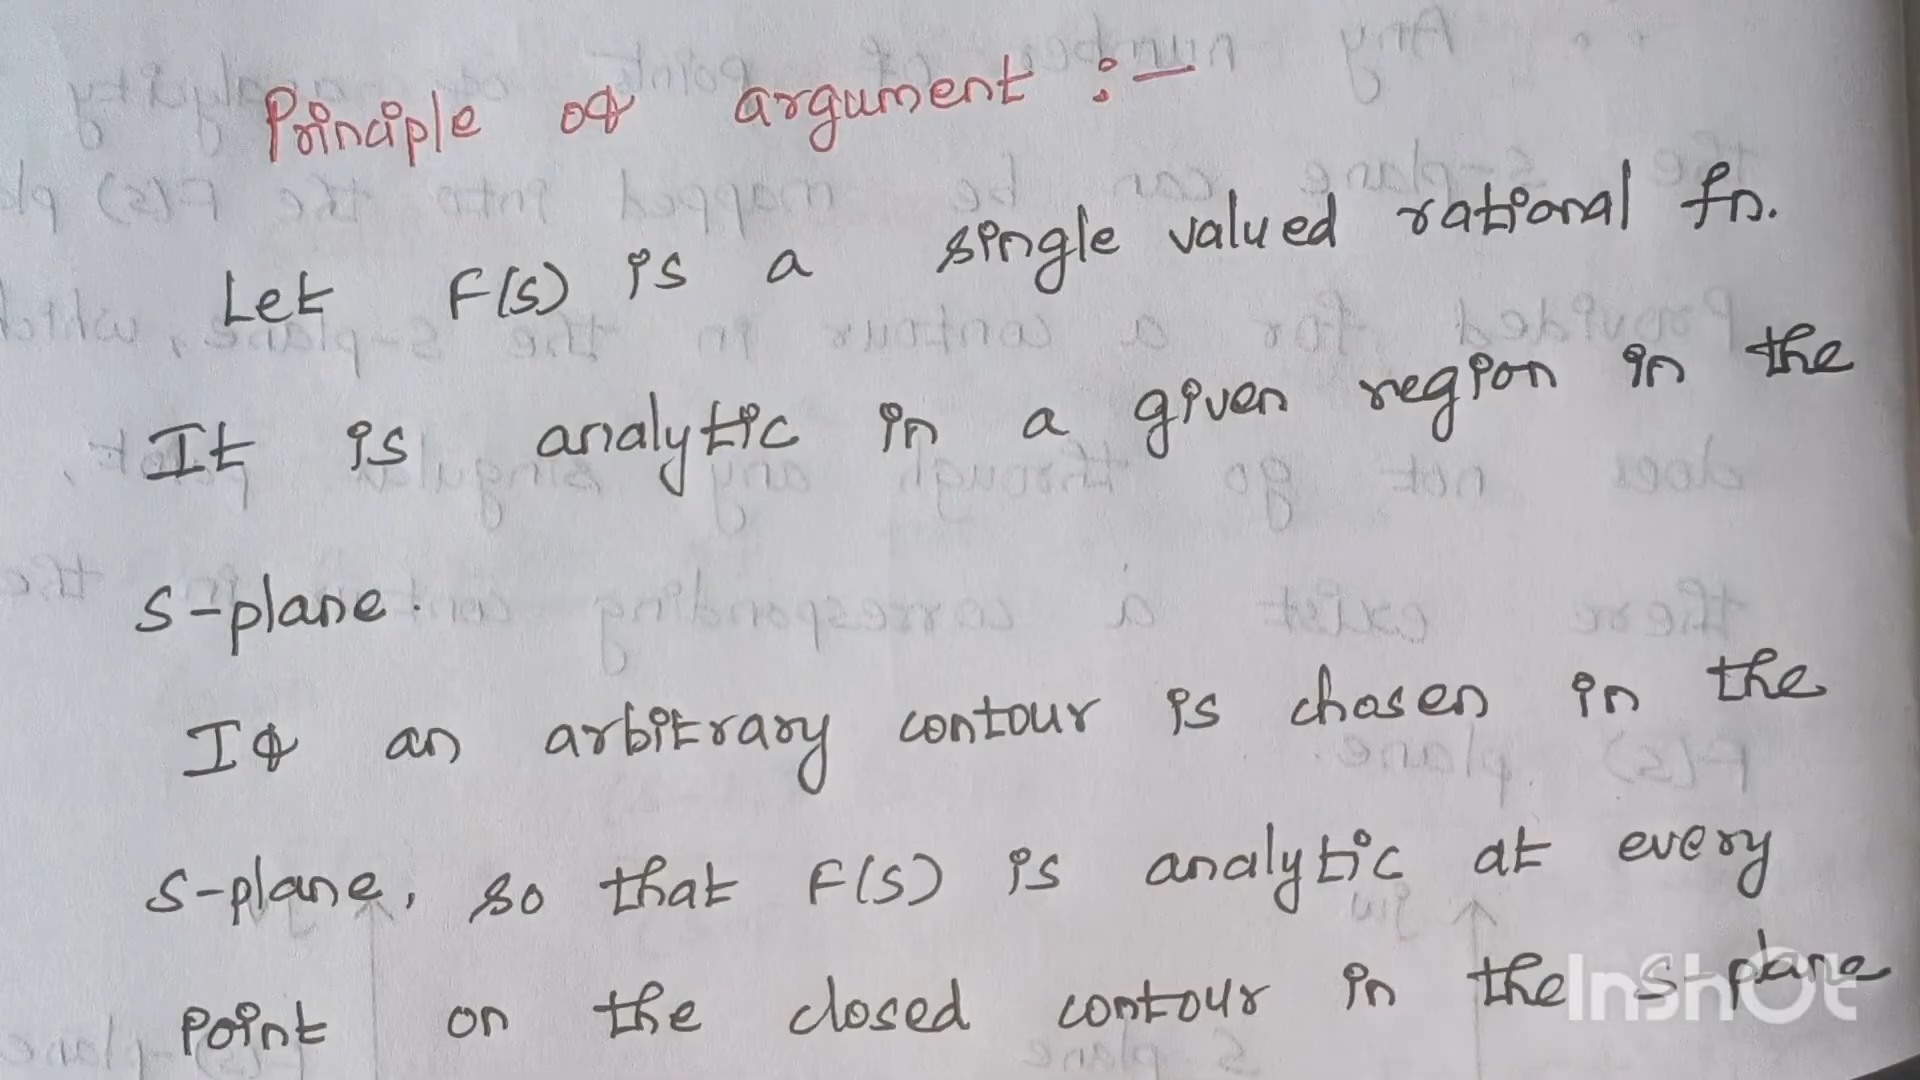 Principle of argument :-
Let F(s) is a single valued rational fn.
It is analytic in a given region in the
s-plane.
If an arbitrary contour is chosen in the
s-plane, so that F(s) is analytic at every
point on the closed contour in the s-plane
InShOt